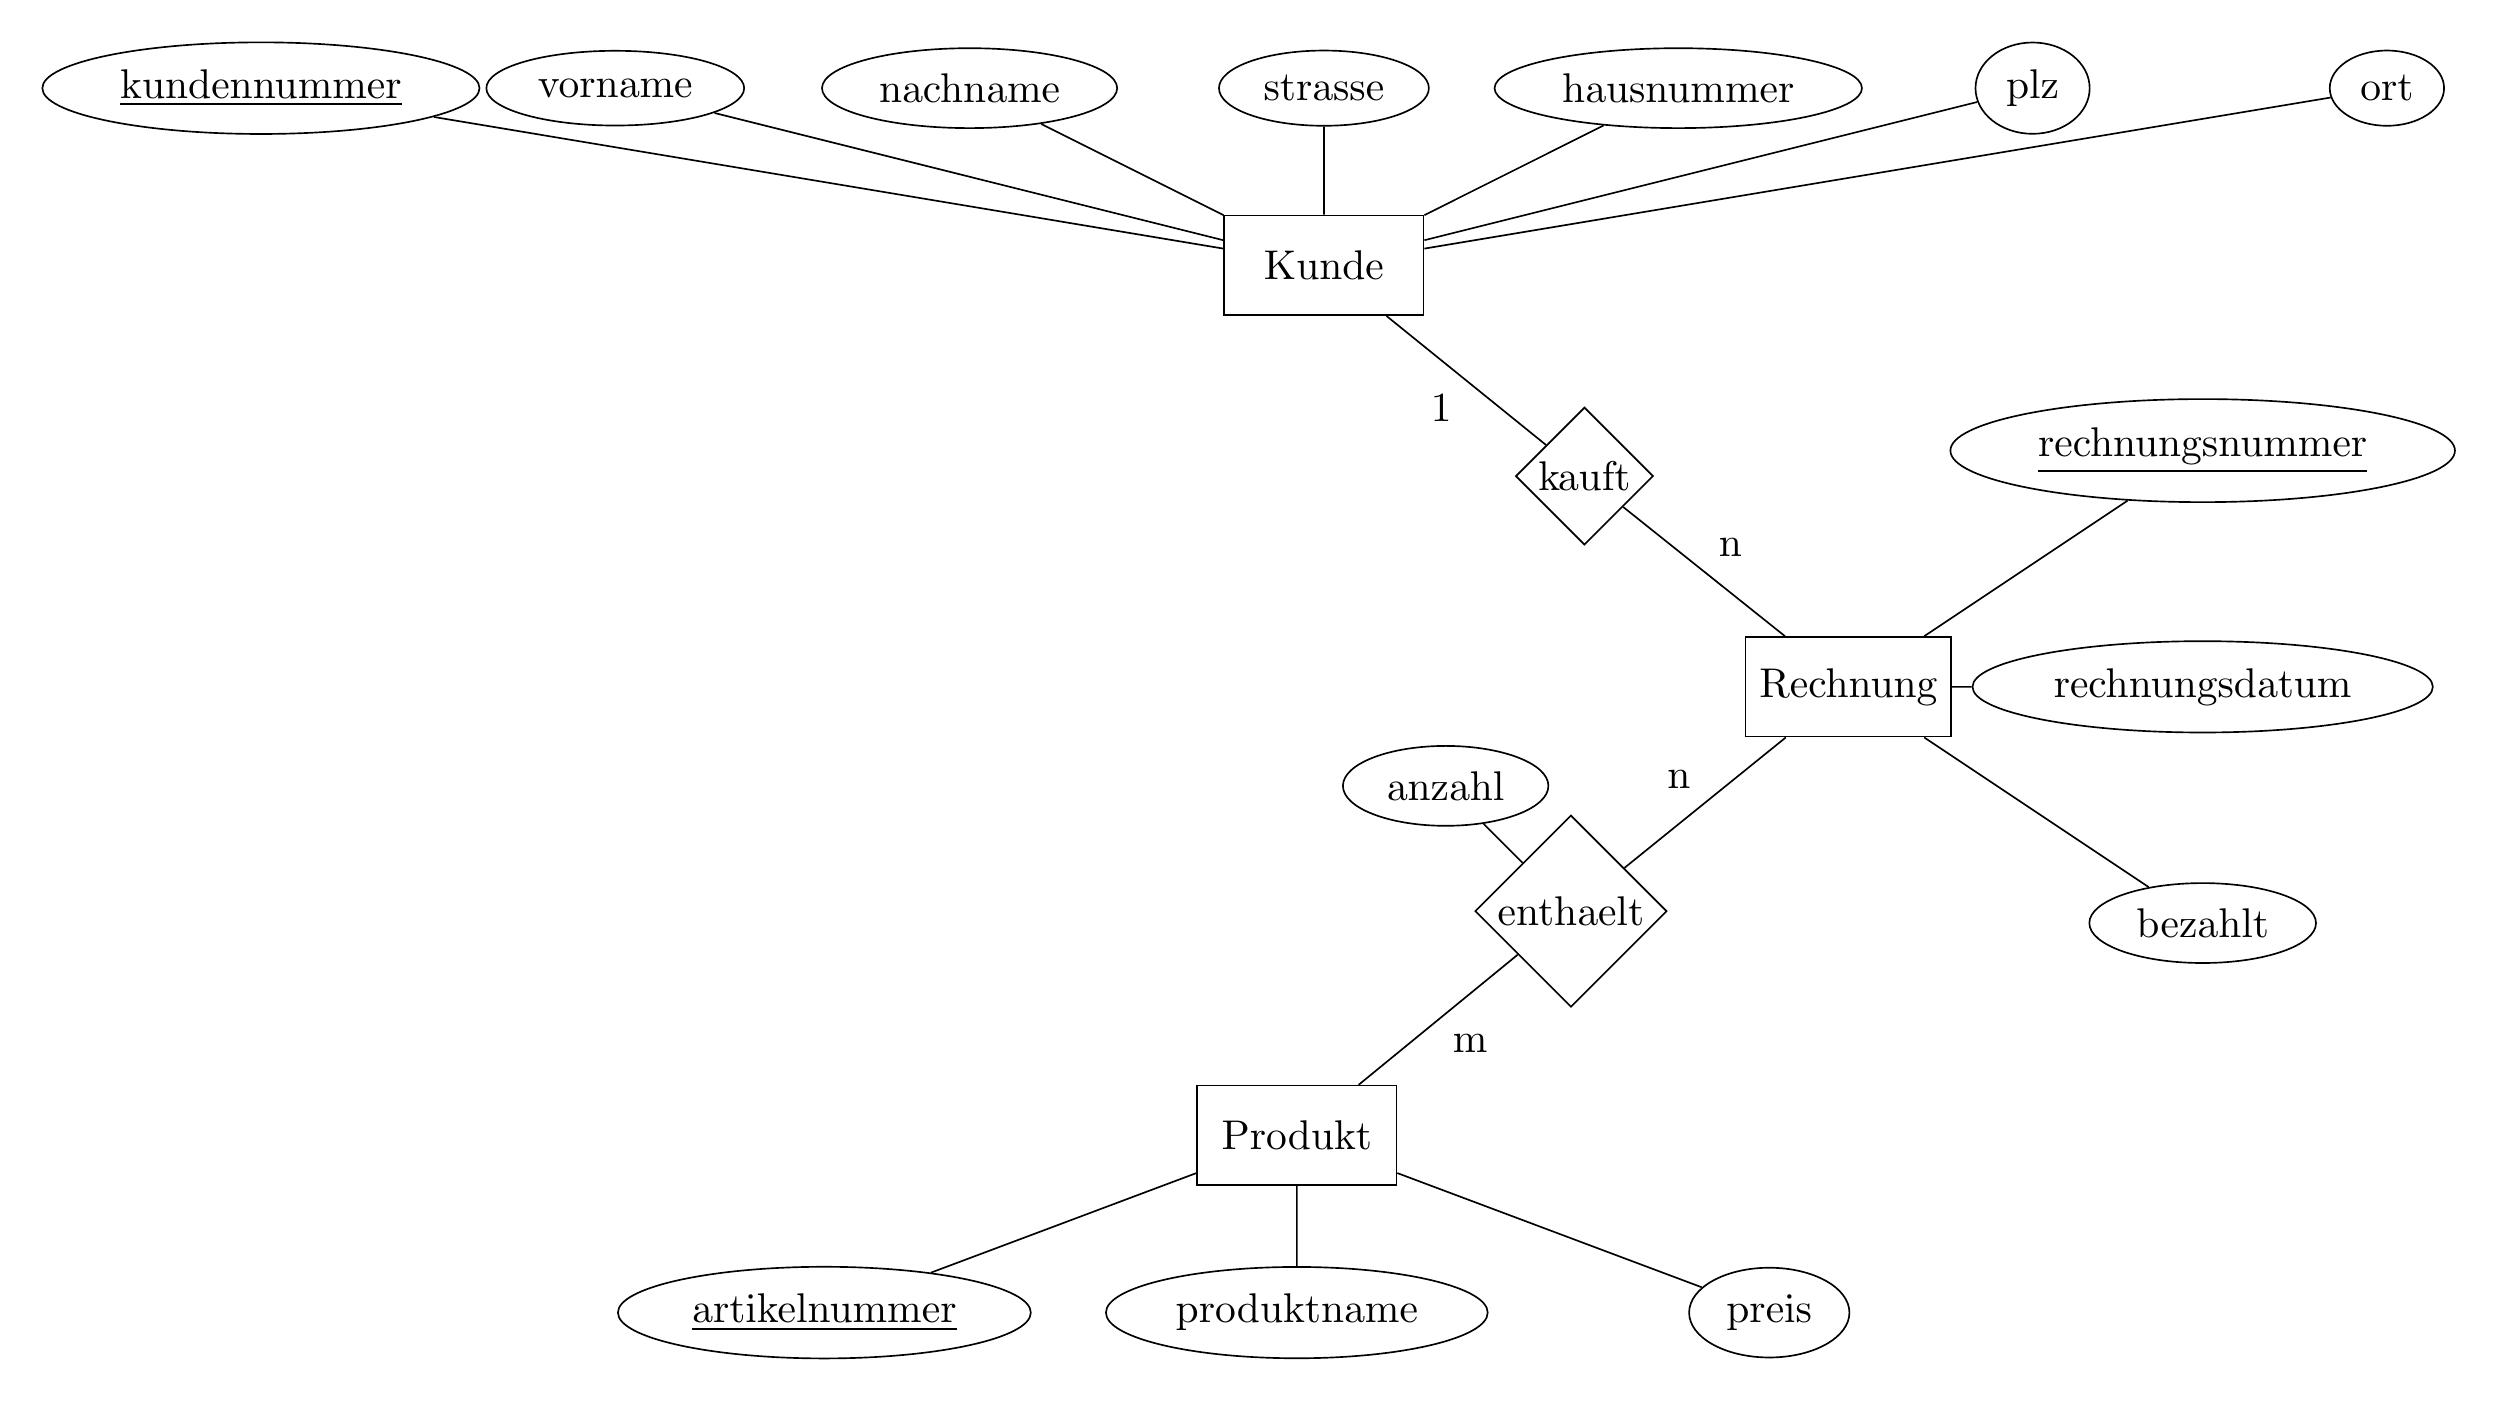 kundennummer
vorname
nachname
strasse
hausnummer
plz
ort
Kunde
1
kauft
n
rechnungsnummer
Rechnung
rechnungsdatum
n
anzahl
enthaelt
bezahlt
m
Produkt
artikelnummer
produktname
preis